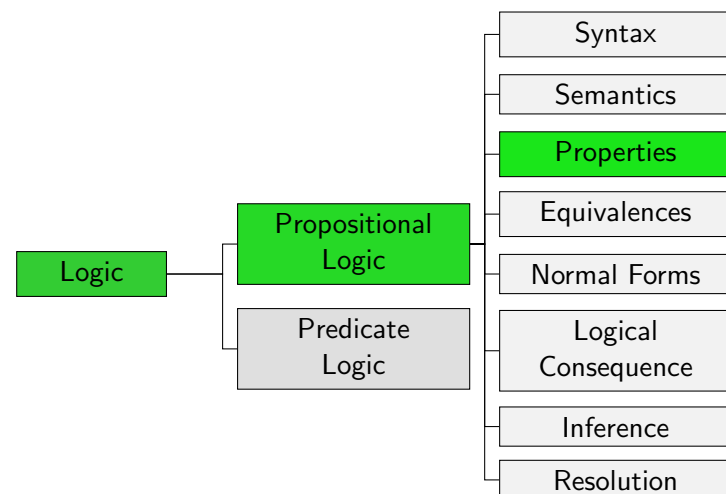 Logic
Propositional
Logic
Predicate
Logic
Syntax
Semantics
Properties
Equivalences
Normal Forms
Logical
Consequence
Inference
Resolution